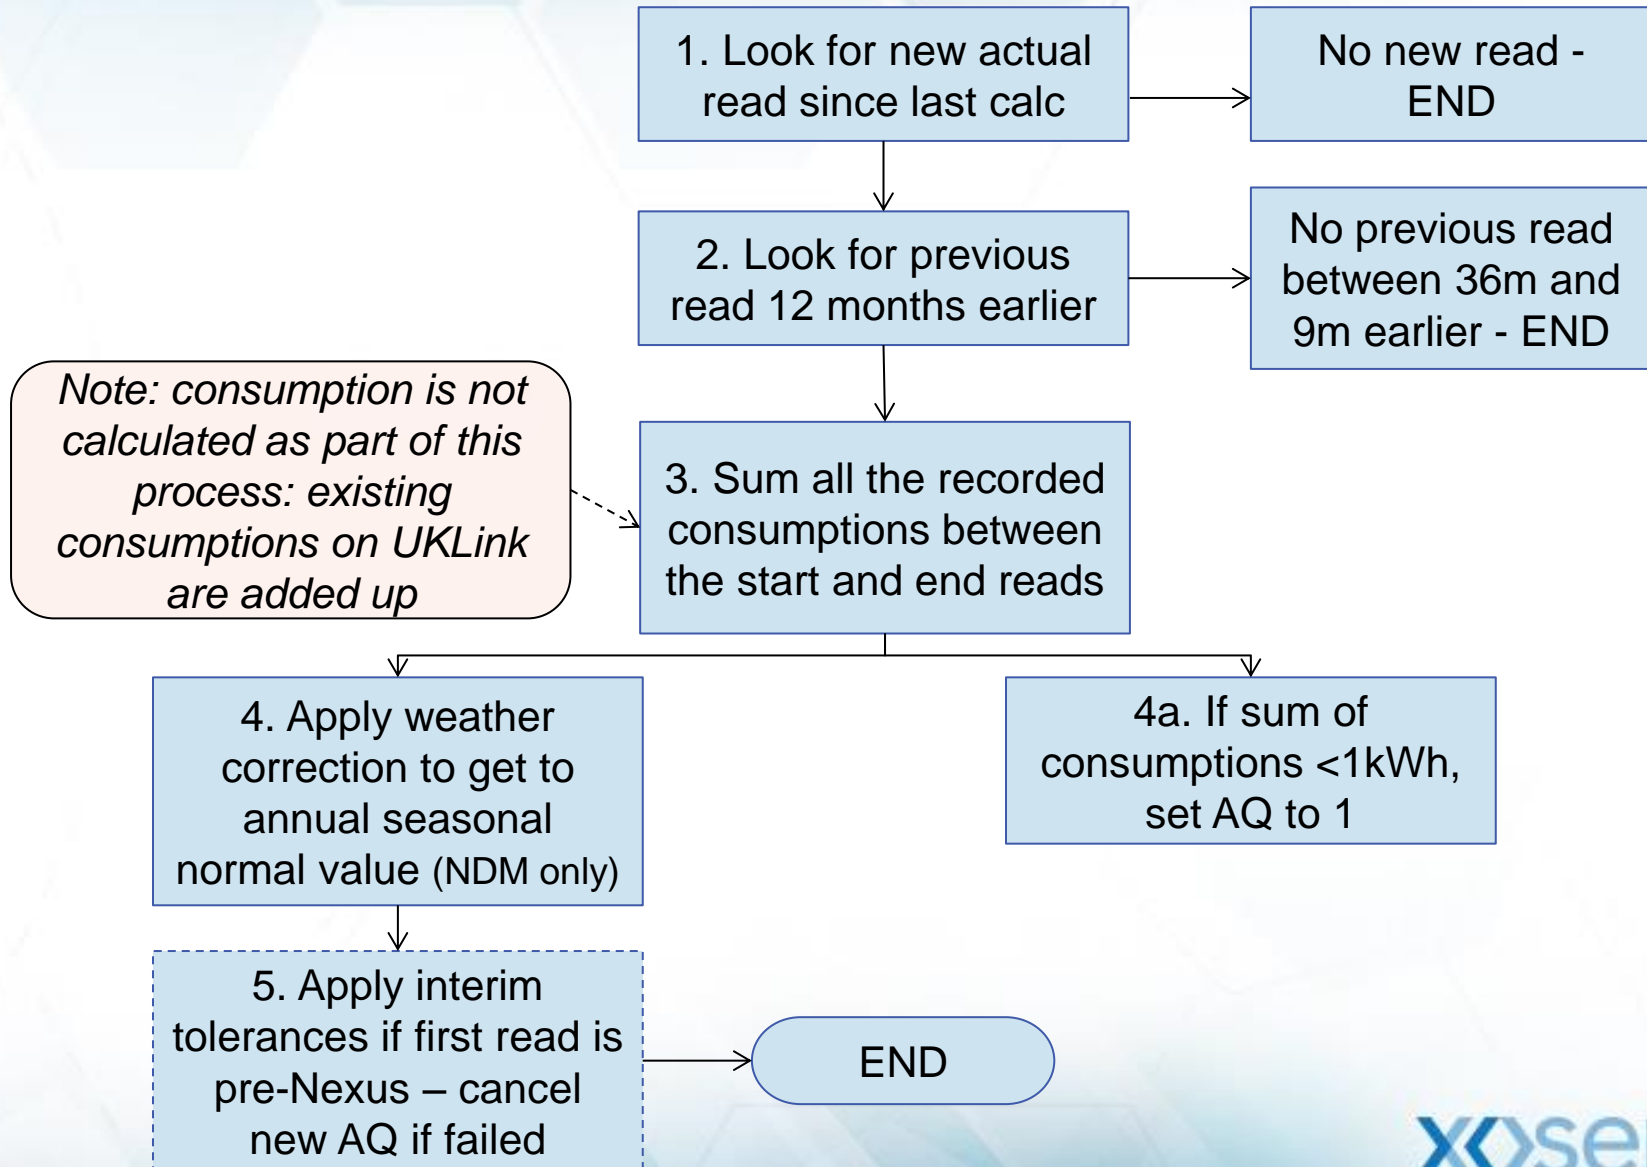 1. Look for new actual
read since last calc
No new read -
END
2. Look for previous
read 12 months earlier
No previous read
between 36m and
9m earlier - END
Note: consumption is not
calculated as part of this
process: existing
consumptions on UKLink
are added up
3. Sum all the recorded
consumptions between
the start and end reads
4. Apply weather
correction to get to
annual seasonal
normal value (NDM only)
4a. If sum of
consumptions <1kWh,
set AQ to 1
5. Apply interim
tolerances if first read is
pre-Nexus – cancel
new AQ if failed
END
xose